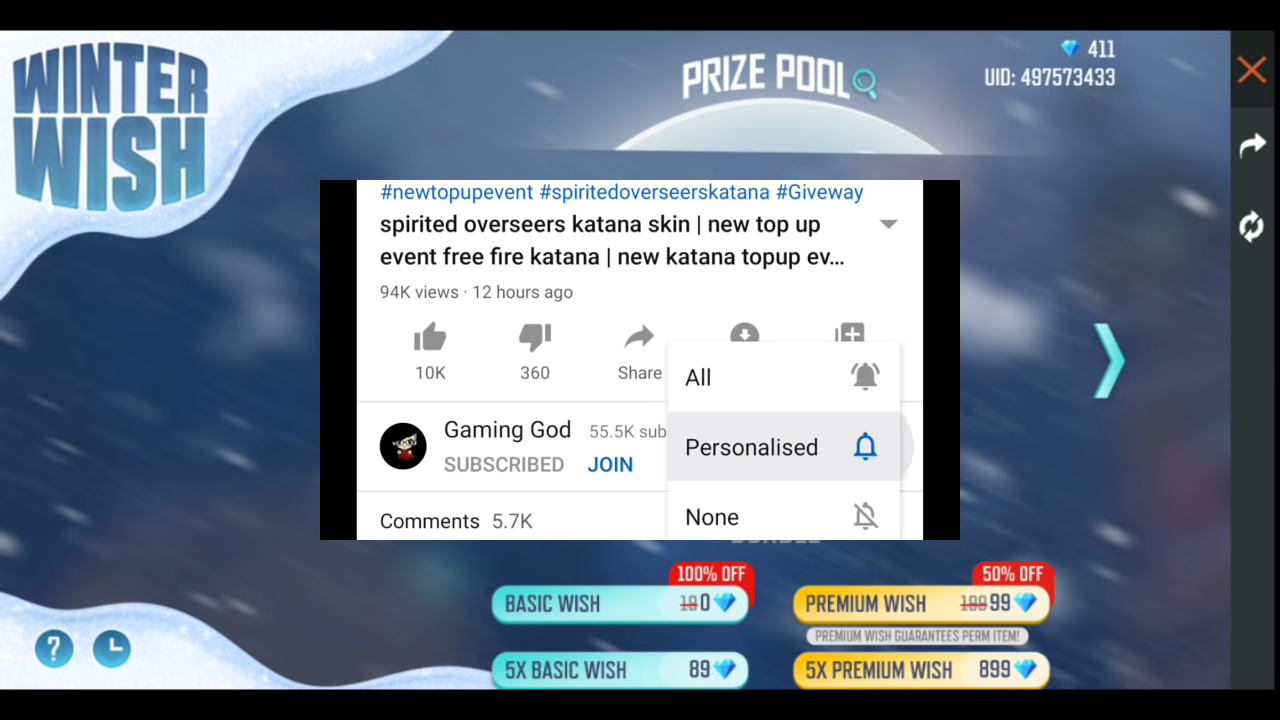 WINTER
WISH
PRIZE POOL
411
UID: 497573433
#newtopupevent #spiritedoverseerskatana #Giveway
spirited overseers katana skin | new top up
event free fire katana | new katana topup ev...
94K views · 12 hours ago
10K
360
Share
All
Gaming God 55.5K sub
SUBSCRIBED JOIN
Personalised
Comments 5.7K
None
100% OFF
50% OFF
BASIC WISH 0
PREMIUM WISH 99
PREMIUM WISH GUARANTEES PERM ITEM!
5X BASIC WISH 89
5X PREMIUM WISH 899
?